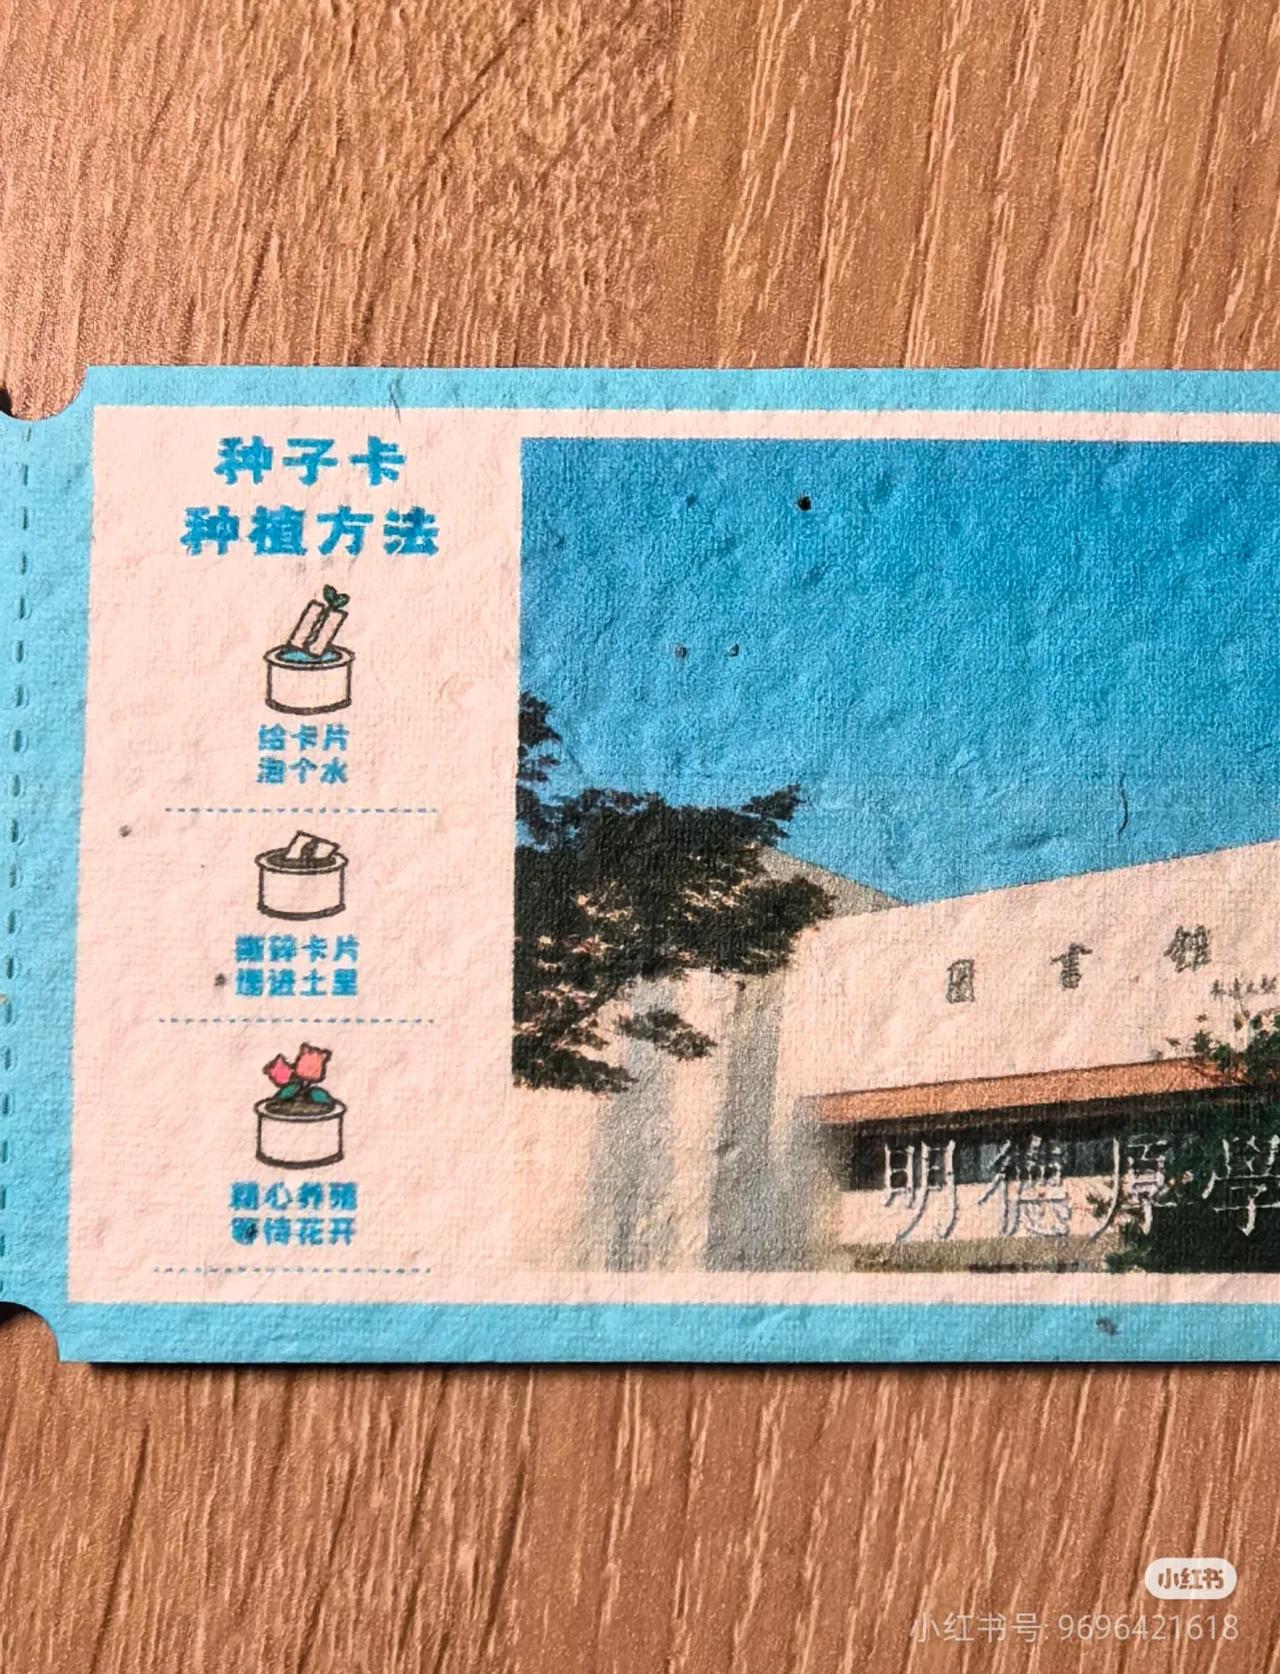 种子卡
种植方法
给卡片
泡个水
撕碎卡片
埋进土里
精心养殖
等待花开
圖書館
明德厚學
小红书
小红书号: 9696421618